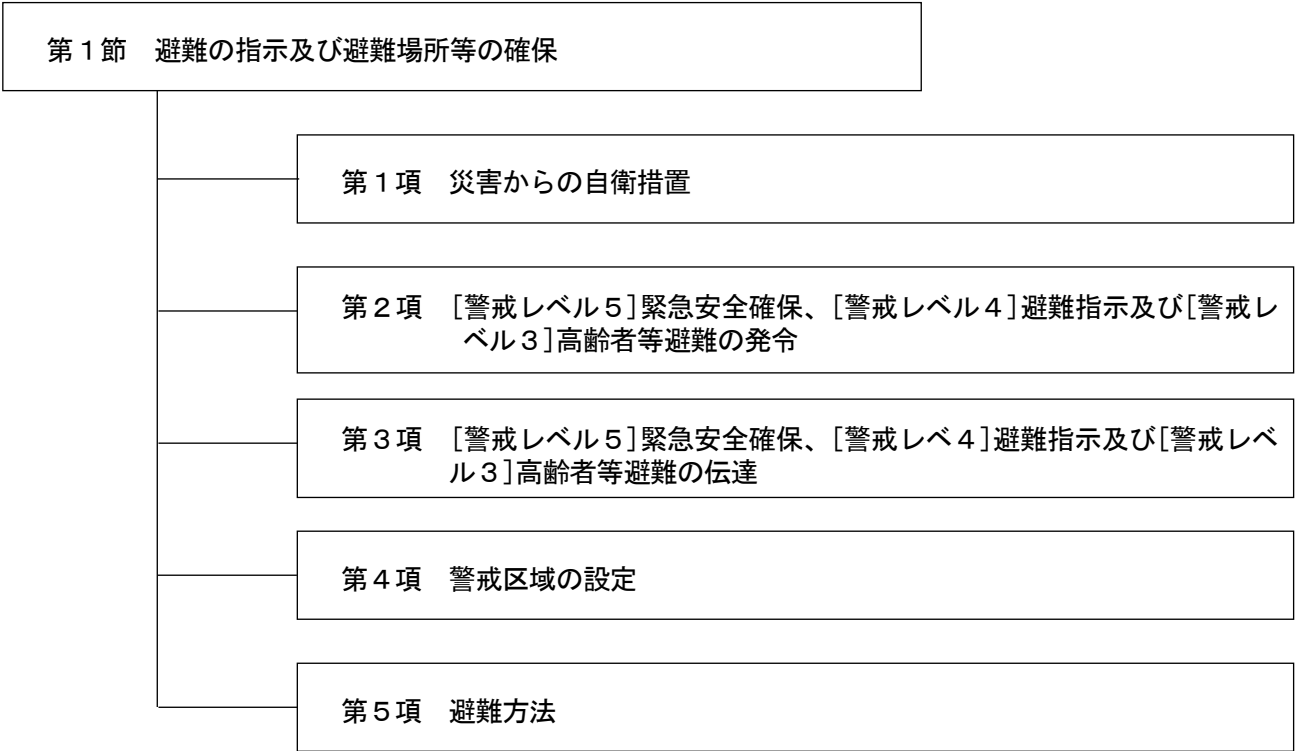 第１節　避難の指示及び避難場所等の確保
第１項　災害からの自衛措置
第２項　［警戒レベル５］緊急安全確保、［警戒レベル４］避難指示及び［警戒レ
ベル３］高齢者等避難の発令
第３項　［警戒レベル５］緊急安全確保、［警戒レベ４］避難指示及び［警戒レベ
ル３］高齢者等避難の伝達
第４項　警戒区域の設定
第５項　避難方法